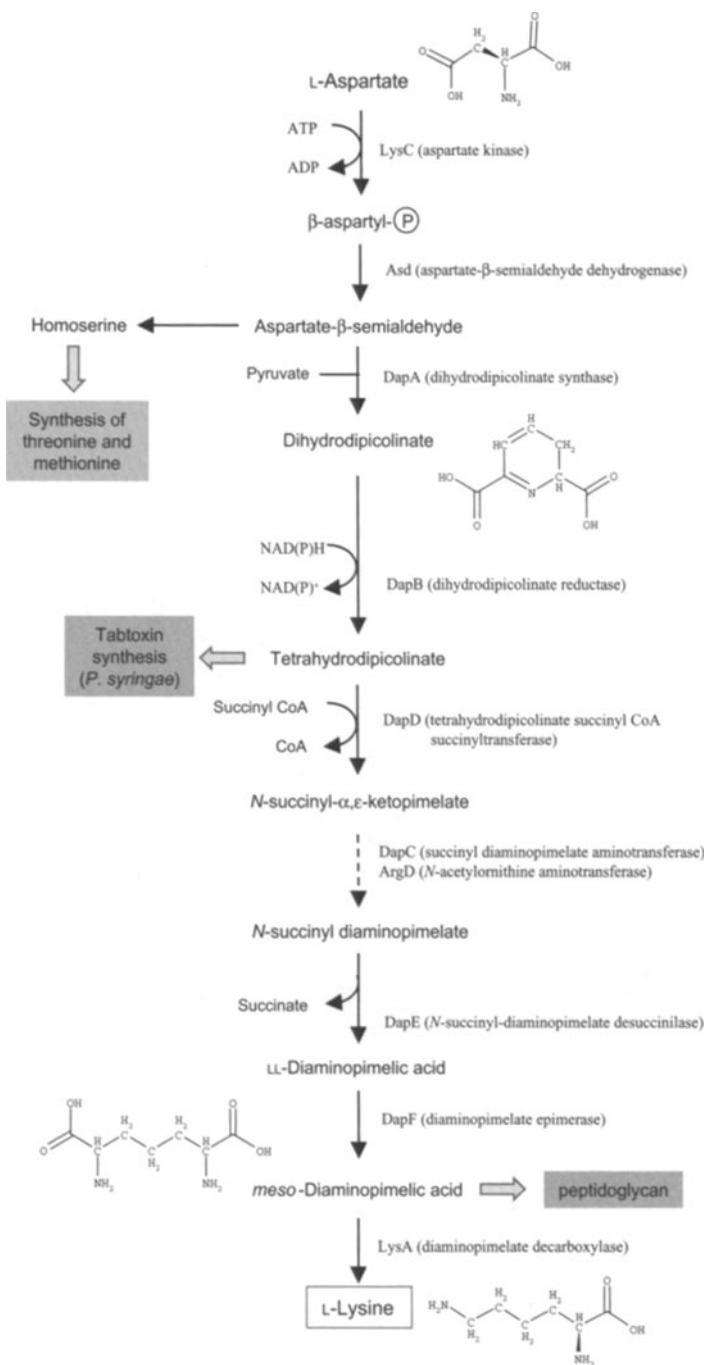 L-Aspartate
ATP
LysC (aspartate kinase)
ADP
β-aspartyl-P
Asd (aspartate-β-semialdehyde dehydrogenase)
Homoserine
Aspartate-β-semialdehyde
Pyruvate
DapA (dihydrodipicolinate synthase)
Synthesis of
threonine and
methionine
Dihydrodipicolinate
NAD(P)H
NAD(P)⁺
DapB (dihydrodipicolinate reductase)
Tabtoxin
synthesis
(P. syringae)
Tetrahydrodipicolinate
Succinyl CoA
DapD (tetrahydrodipicolinate succinyl CoA
succinyltransferase)
CoA
N-succinyl-α,ε-ketopimelate
DapC (succinyl diaminopimelate aminotransferase)
ArgD (N-acetylornithine aminotransferase)
N-succinyl diaminopimelate
Succinate
DapE (N-succinyl-diaminopimelate desuccinilase)
LL-Diaminopimelic acid
DapF (diaminopimelate epimerase)
meso-Diaminopimelic acid
peptidoglycan
LysA (diaminopimelate decarboxylase)
L-Lysine